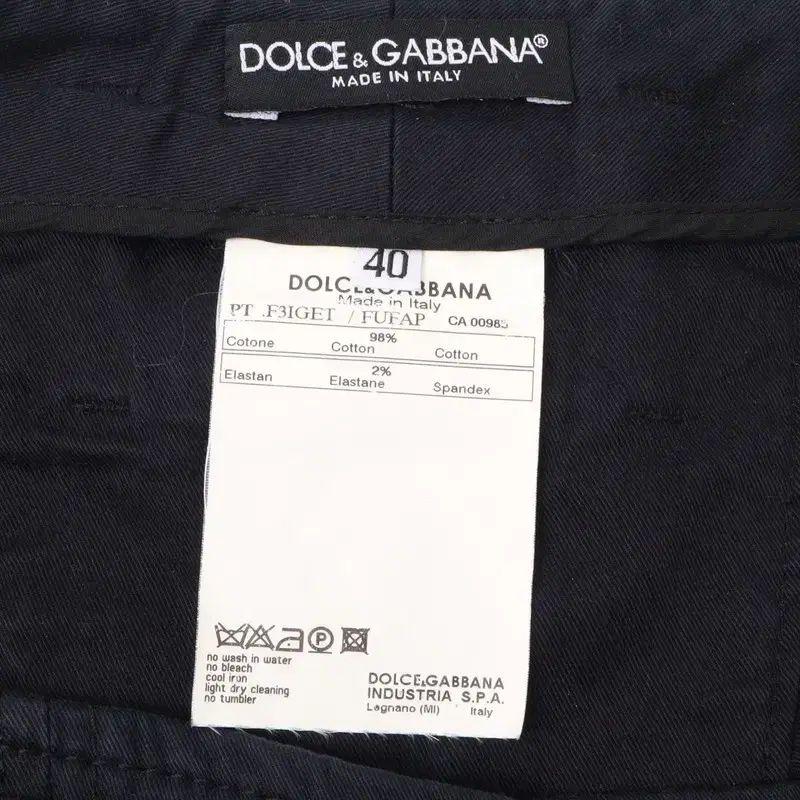 DOLCE & GABBANA®
MADE IN ITALY
40
DOLCE&GABBANA
Made in Italy
PT .F3IGET / FUFAP CA 00985
98%
Cotone Cotton Cotton
2%
Elastan Elastane Spandex
P
no wash in water
no bleach
cool iron
light dry cleaning
no tumbler
DOLCE&GABBANA
INDUSTRIA S.P.A.
Legnano (MI) Italy